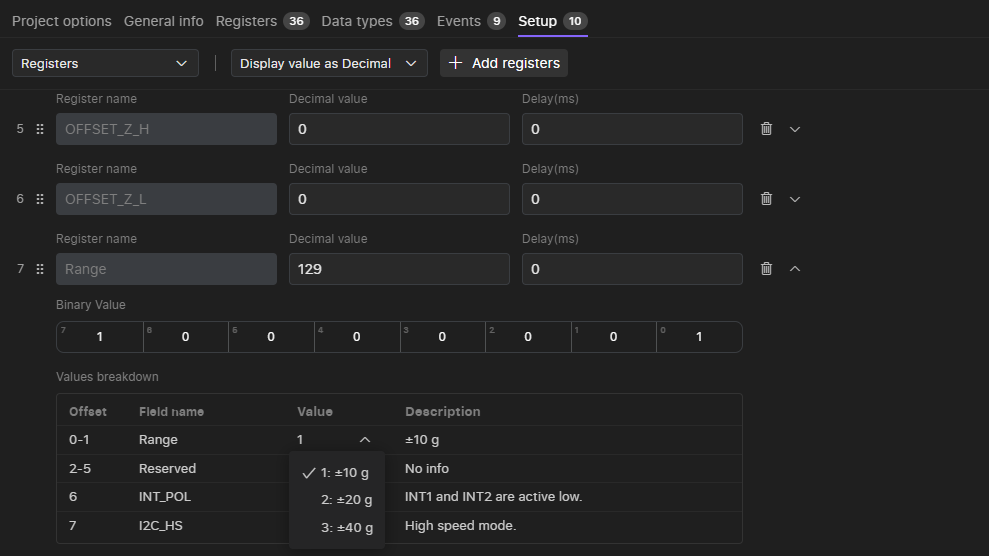 Project options General info Registers 36 Data types 36 Events 9 Setup 10
Registers Display value as Decimal Add registers
Register name Decimal value Delay(ms)
5 OFFSET_Z_H 0 0
Register name Decimal value Delay(ms)
6 OFFSET_Z_L 0 0
Register name Decimal value Delay(ms)
7 Range 129 0
Binary Value
7 1 6 0 5 0 4 0 3 0 2 0 1 0 0 1
Values breakdown
Offset Field name Value Description
0-1 Range 1 ±10 g
2-5 Reserved No info
1: ±10 g
6 INT_POL INT1 and INT2 are active low.
2: ±20 g
7 I2C_HS High speed mode.
3: ±40 g